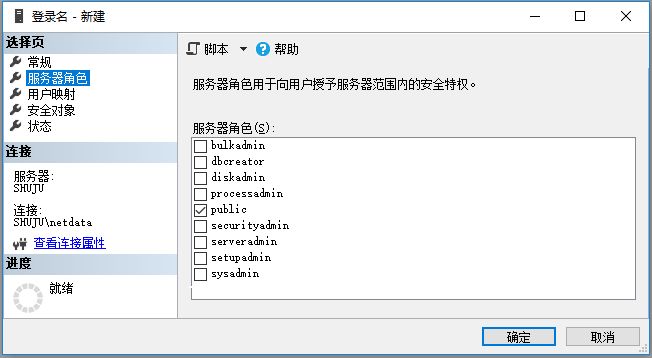 登录名 - 新建
选择页
常规
服务器角色
用户映射
安全对象
状态
连接
服务器:
SHUJU
连接:
SHUJU\netdata
查看连接属性
进度
就绪
脚本
帮助
服务器角色用于向用户授予服务器范围内的安全特权。
服务器角色(S):
bulkadmin
dbcreator
diskadmin
processadmin
public
securityadmin
serveradmin
setupadmin
sysadmin
确定
取消